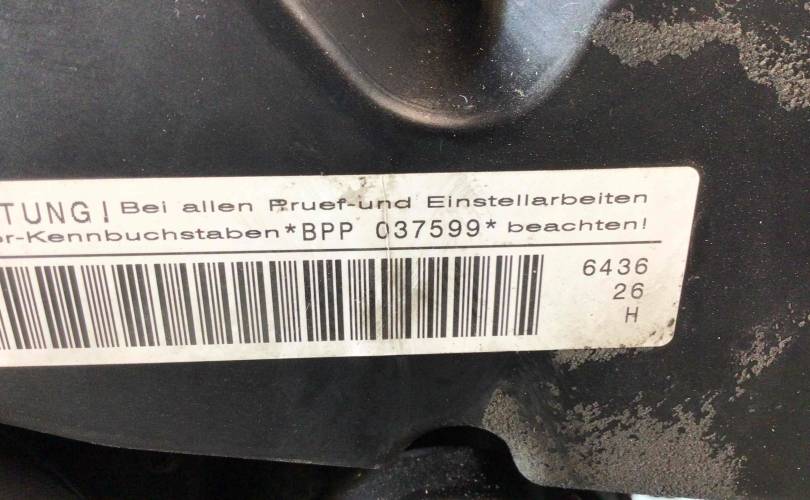 TUNG! Bei allen Pruef-und Einstellarbeiten
r-Kennbuchstaben*BPP 037599* beachten!
6436
26
H